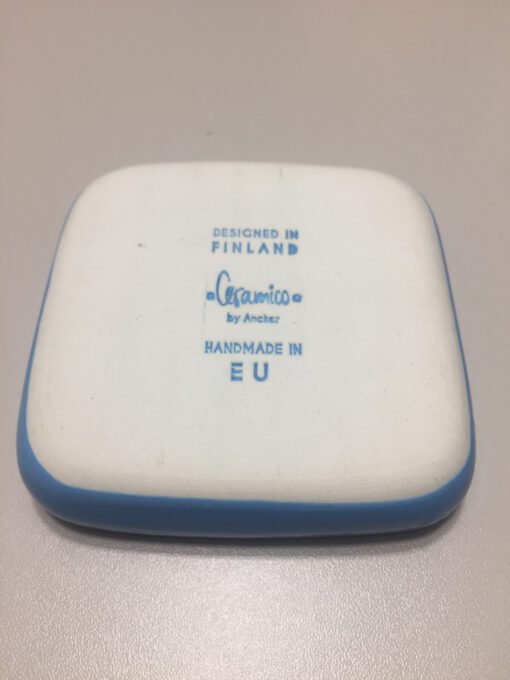 DESIGNED IN
FINLAND
Ceramico
by Ancker
HANDMADE IN
EU